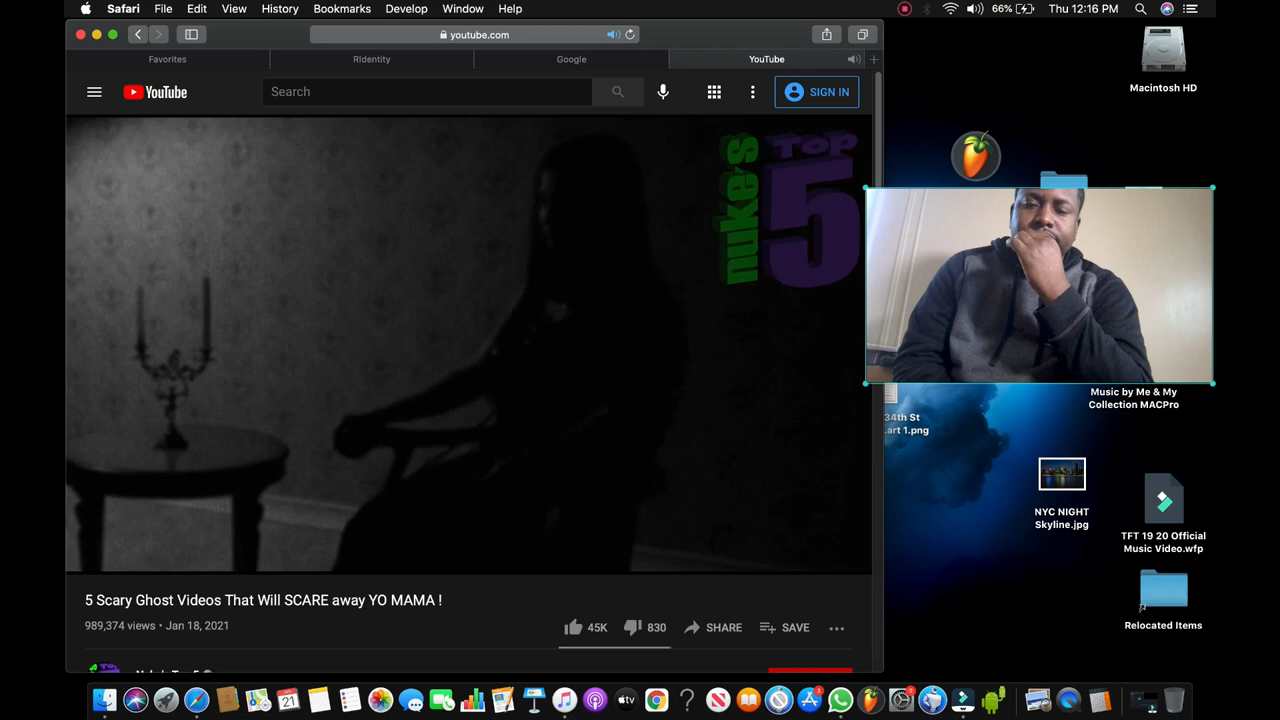 Safari File Edit View History Bookmarks Develop Window Help 66% Thu 12:16 PM
youtube.com
Favorites RIdentity Google YouTube
YouTube Search SIGN IN
nuke's TOP 5
5 Scary Ghost Videos That Will SCARE away YO MAMA !
989,374 views • Jan 18, 2021
45K 830 SHARE SAVE
Macintosh HD
Music by Me & My
Collection MACPro
34th St
art 1.png
NYC NIGHT
Skyline.jpg
TFT 19 20 Official
Music Video.wfp
Relocated Items